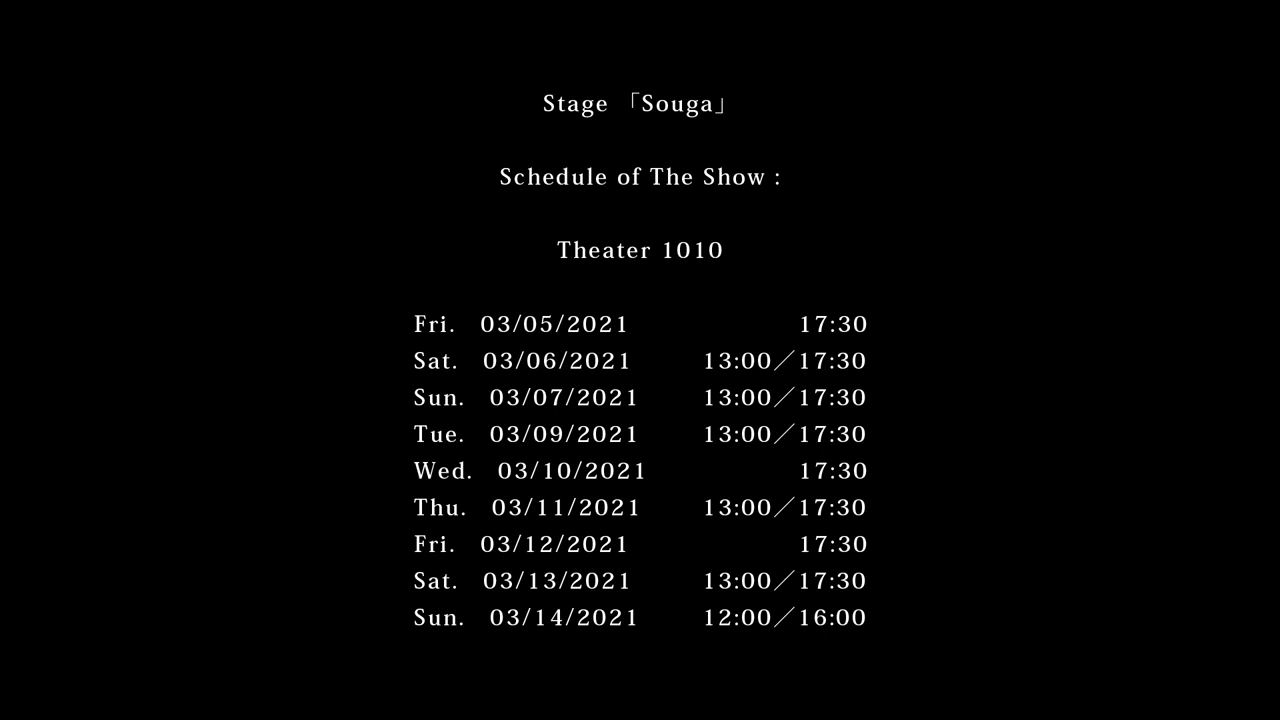 Stage 「Souga」
Schedule of The Show :
Theater 1010
Fri. 03/05/2021 17:30
Sat. 03/06/2021 13:00／17:30
Sun. 03/07/2021 13:00／17:30
Tue. 03/09/2021 13:00／17:30
Wed. 03/10/2021 17:30
Thu. 03/11/2021 13:00／17:30
Fri. 03/12/2021 17:30
Sat. 03/13/2021 13:00／17:30
Sun. 03/14/2021 12:00／16:00